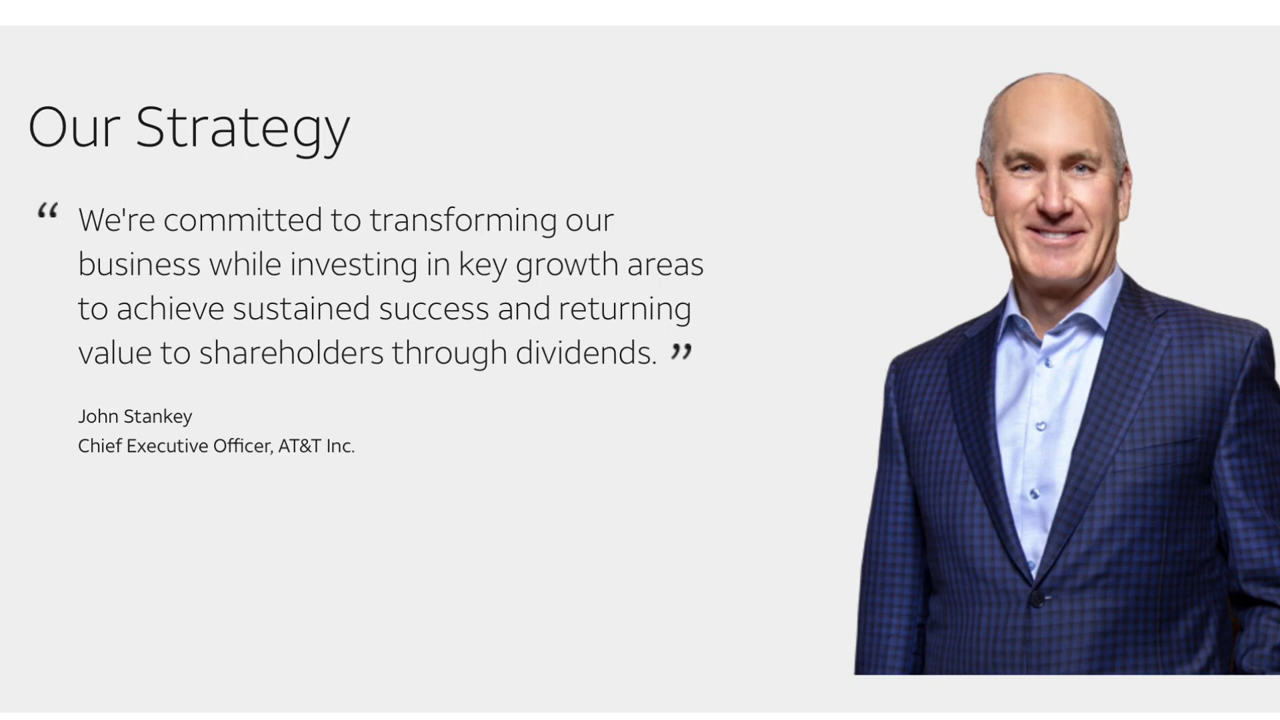 Our Strategy
“ We're committed to transforming our
business while investing in key growth areas
to achieve sustained success and returning
value to shareholders through dividends. ”
John Stankey
Chief Executive Officer, AT&T Inc.